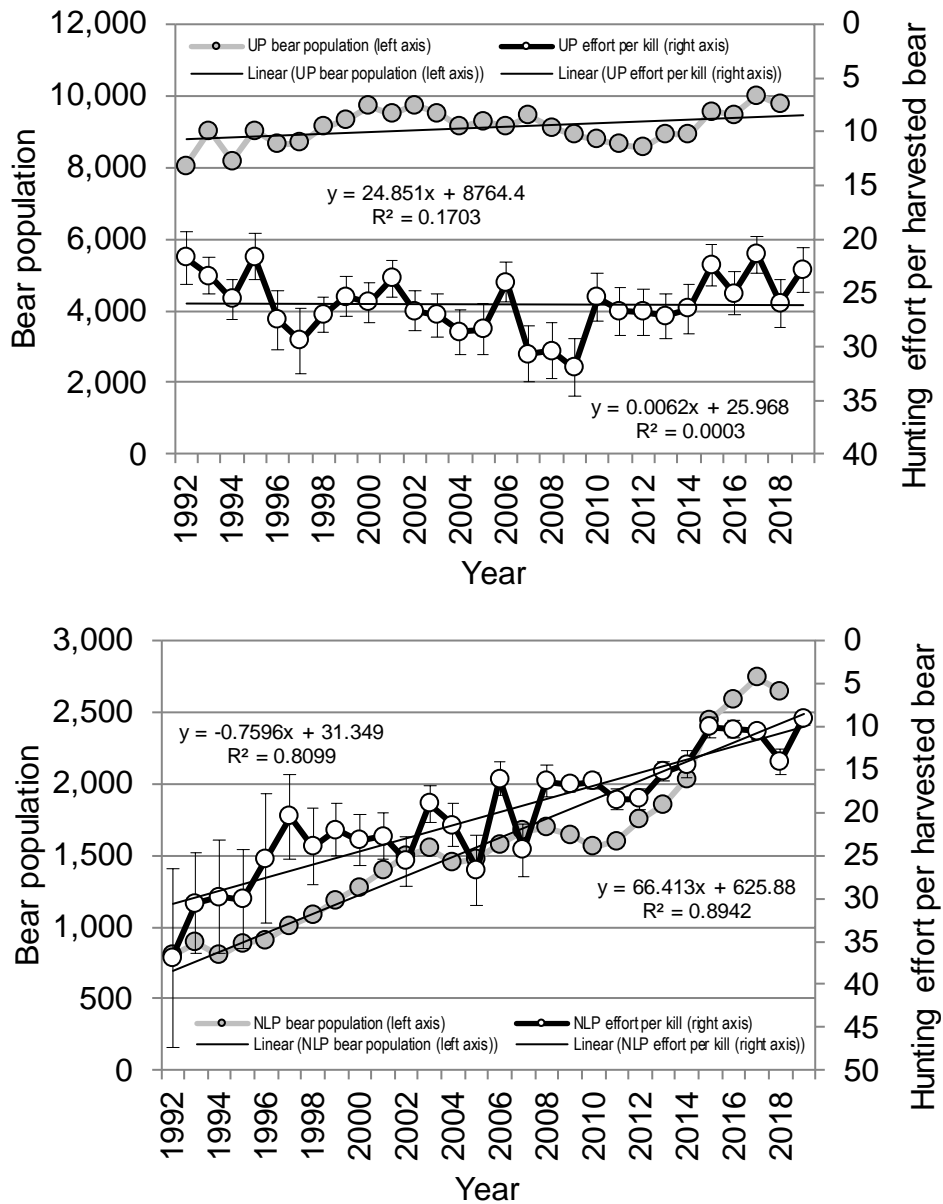 12,000
10,000
8,000
6,000
4,000
2,000
0
Bear population
UP bear population (left axis)
UP effort per kill (right axis)
Linear (UP bear population (left axis))
Linear (UP effort per kill (right axis))
y = 24.851x + 8764.4
R² = 0.1703
y = 0.0062x + 25.968
R² = 0.0003
0
5
10
15
20
25
30
35
40
Hunting effort per harvested bear
1992
1994
1996
1998
2000
2002
2004
2006
2008
2010
2012
2014
2016
2018
Year
3,000
2,500
2,000
1,500
1,000
500
0
Bear population
y = -0.7596x + 31.349
R² = 0.8099
y = 66.413x + 625.88
R² = 0.8942
NLP bear population (left axis)
NLP effort per kill (right axis)
Linear (NLP bear population (left axis))
Linear (NLP effort per kill (right axis))
0
5
10
15
20
25
30
35
40
45
50
Hunting effort per harvested bear
1992
1994
1996
1998
2000
2002
2004
2006
2008
2010
2012
2014
2016
2018
Year